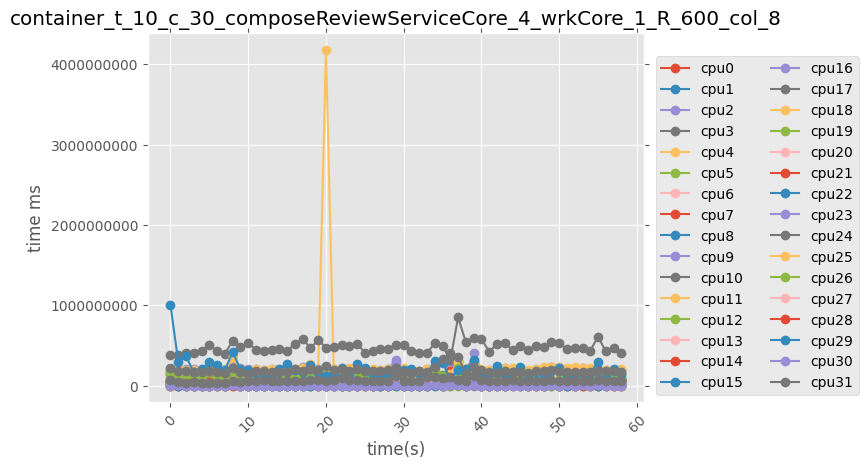 container_t_10_c_30_composeReviewServiceCore_4_wrkCore_1_R_600_col_8
time ms
4000000000
3000000000
2000000000
1000000000
0
0
10
20
30
40
50
60
time(s)
cpu0
cpu1
cpu2
cpu3
cpu4
cpu5
cpu6
cpu7
cpu8
cpu9
cpu10
cpu11
cpu12
cpu13
cpu14
cpu15
cpu16
cpu17
cpu18
cpu19
cpu20
cpu21
cpu22
cpu23
cpu24
cpu25
cpu26
cpu27
cpu28
cpu29
cpu30
cpu31